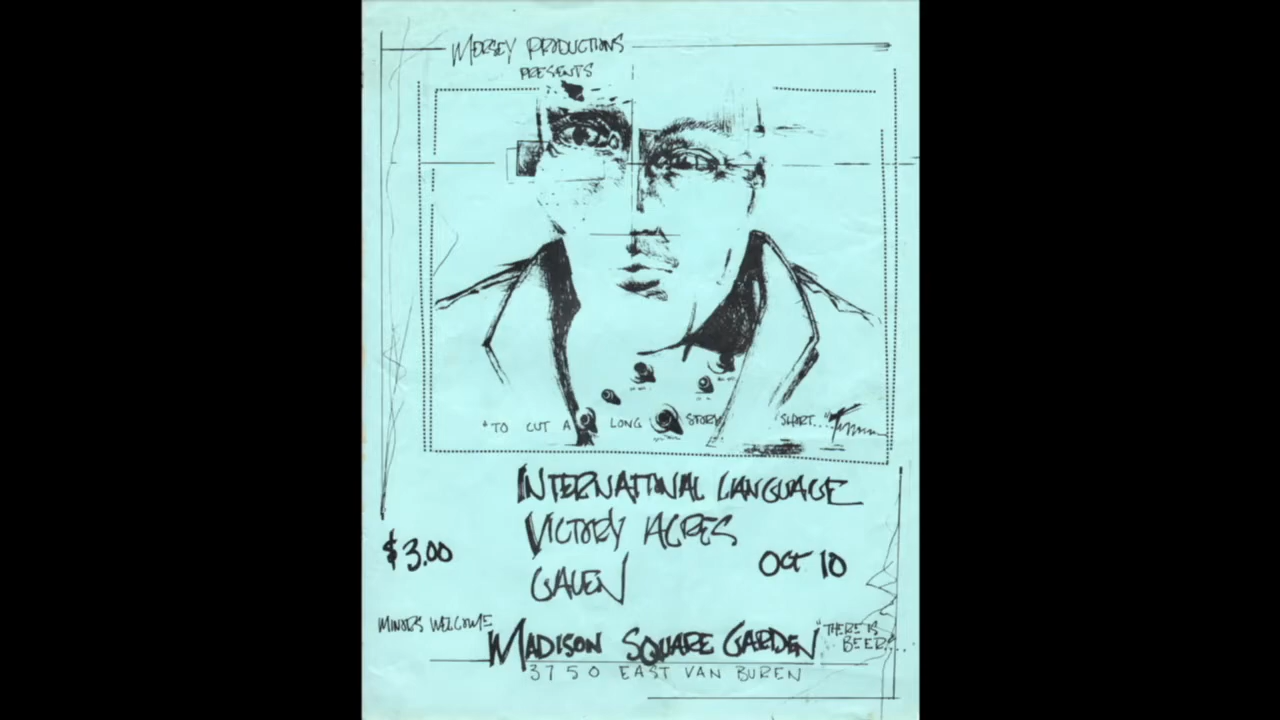 MERSEY PRODUCTIONS
PRESENTS
"TO CUT A LONG STORY SHORT..."
INTERNATIONAL LANGUAGE
VICTORY ACRES
$3.00
OCT 10
GALEN
MINORS WELCOME
MADISON SQUARE GARDEN
"THERE IS
BEER...
3750 EAST VAN BUREN